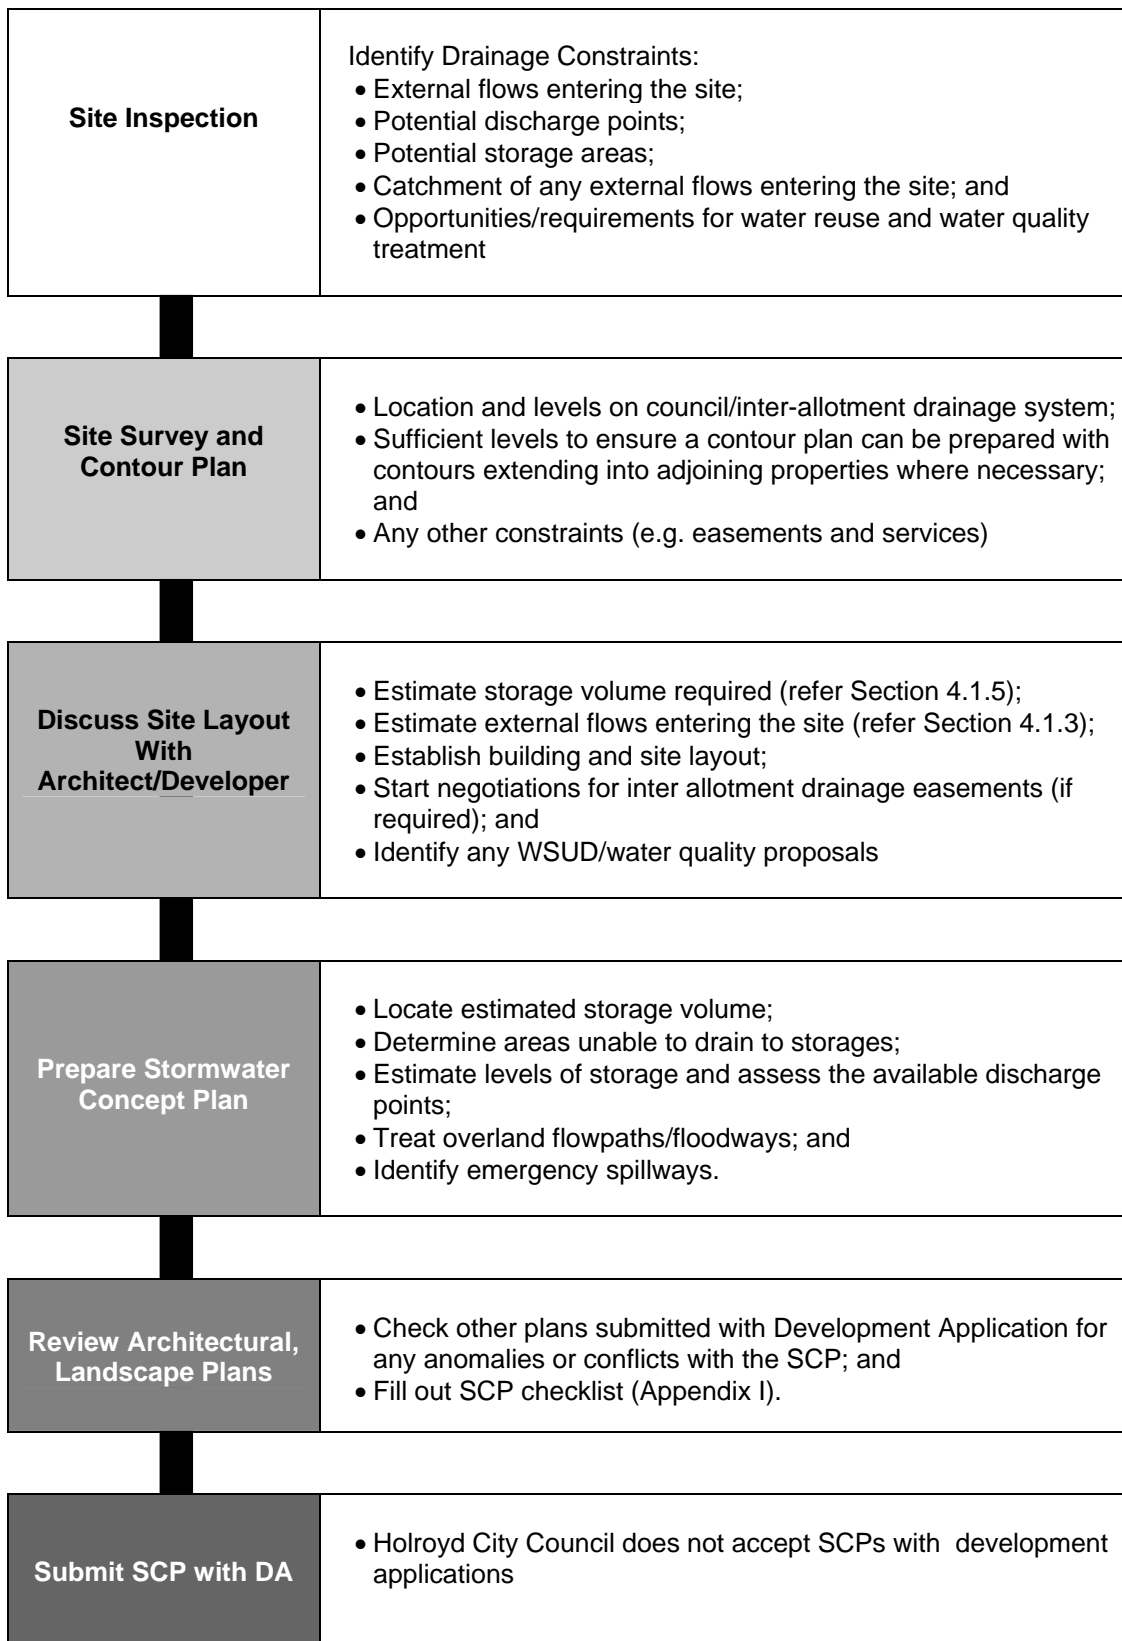 Site Inspection
Identify Drainage Constraints:
• External flows entering the site;
• Potential discharge points;
• Potential storage areas;
• Catchment of any external flows entering the site; and
• Opportunities/requirements for water reuse and water quality
treatment
Site Survey and
Contour Plan
• Location and levels on council/inter-allotment drainage system;
• Sufficient levels to ensure a contour plan can be prepared with
contours extending into adjoining properties where necessary;
and
• Any other constraints (e.g. easements and services)
Discuss Site Layout
With
Architect/Developer
• Estimate storage volume required (refer Section 4.1.5);
• Estimate external flows entering the site (refer Section 4.1.3);
• Establish building and site layout;
• Start negotiations for inter allotment drainage easements (if
required); and
• Identify any WSUD/water quality proposals
Prepare Stormwater
Concept Plan
• Locate estimated storage volume;
• Determine areas unable to drain to storages;
• Estimate levels of storage and assess the available discharge
points;
• Treat overland flowpaths/floodways; and
• Identify emergency spillways.
Review Architectural,
Landscape Plans
• Check other plans submitted with Development Application for
any anomalies or conflicts with the SCP; and
• Fill out SCP checklist (Appendix I).
Submit SCP with DA
• Holroyd City Council does not accept SCPs with development
applications